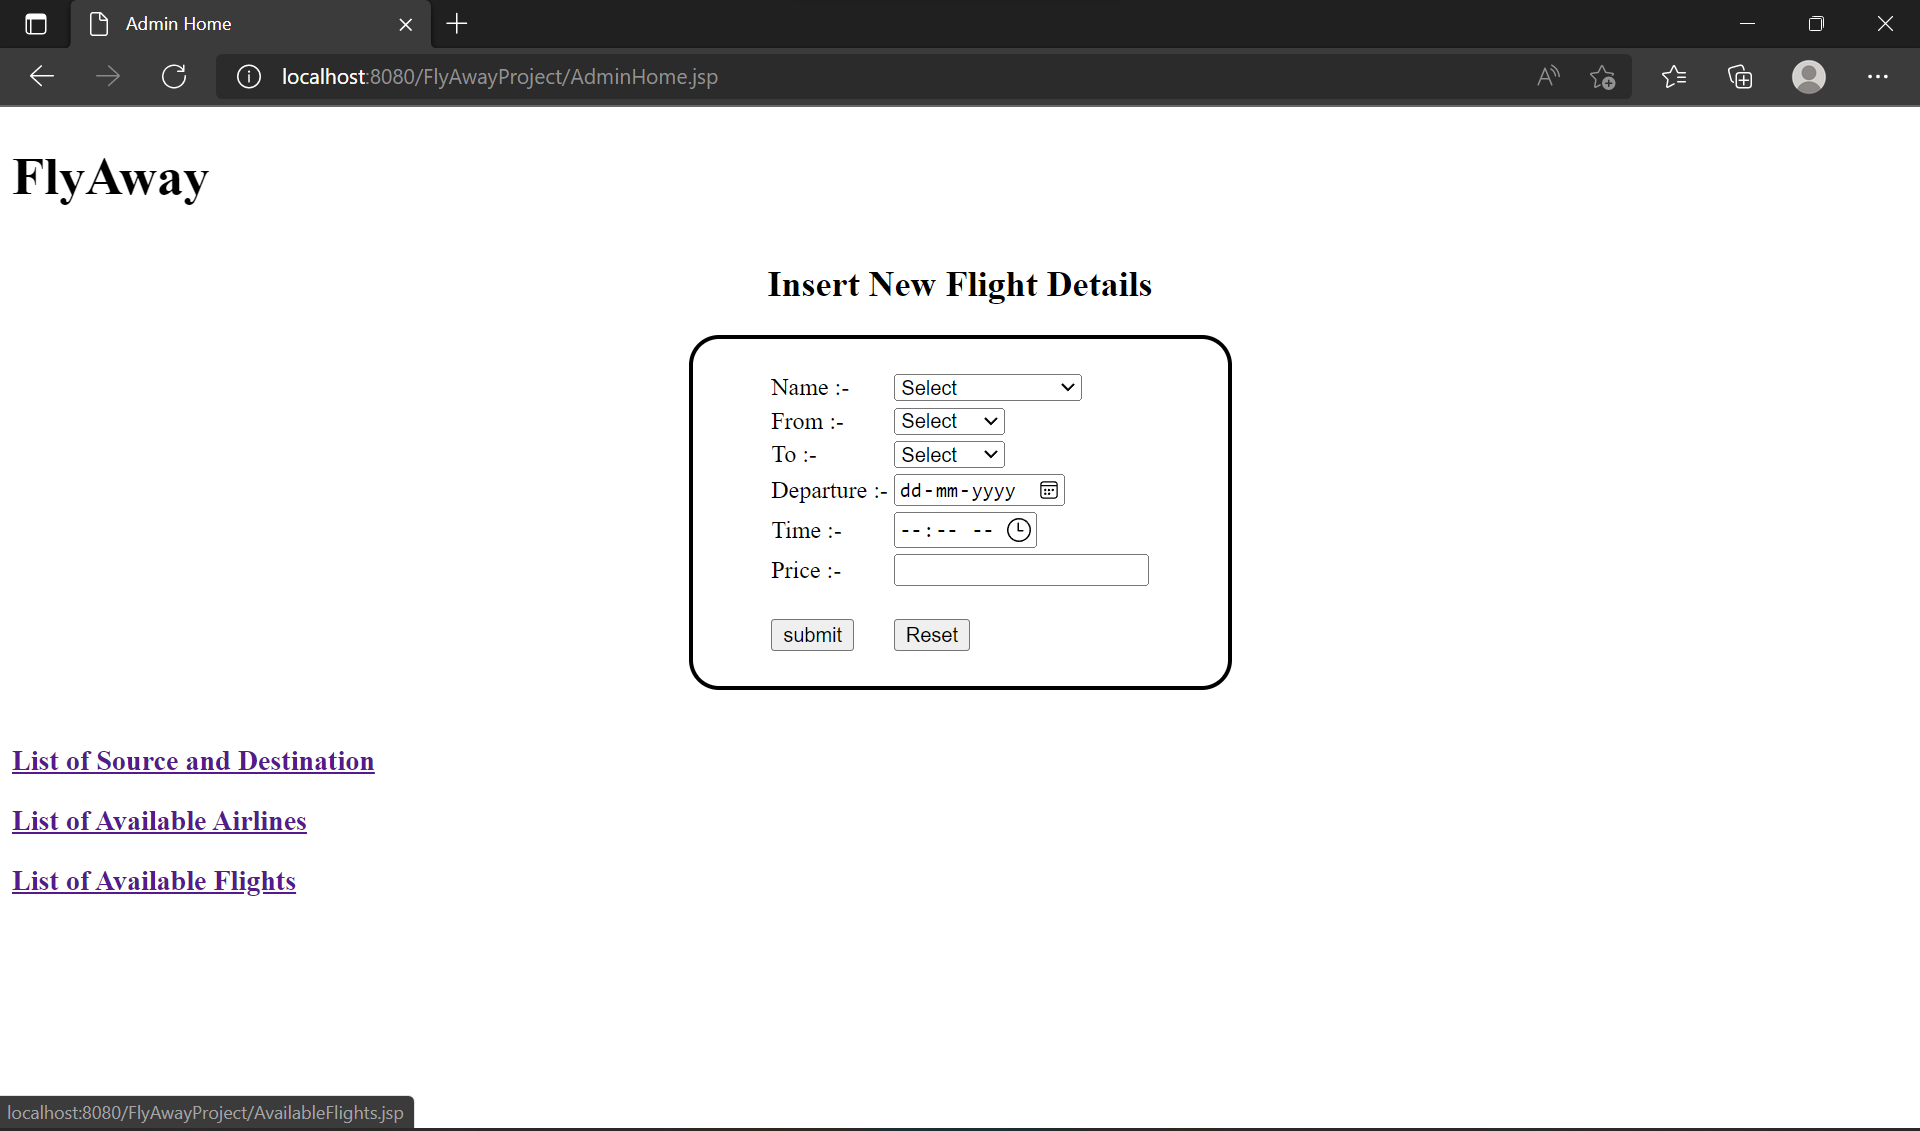 Admin Home
localhost:8080/FlyAwayProject/AdminHome.jsp
FlyAway
Insert New Flight Details
Name :- Select
From :- Select
To :- Select
Departure :- dd-mm-yyyy
Time :- --:-- --
Price :-
submit Reset
List of Source and Destination
List of Available Airlines
List of Available Flights
localhost:8080/FlyAwayProject/AvailableFlights.jsp